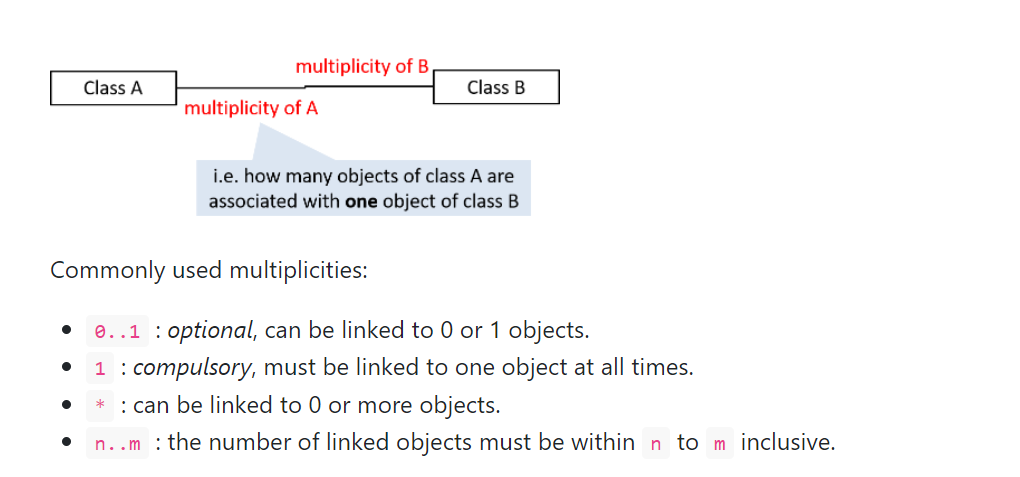 multiplicity of B
Class A
Class B
multiplicity of A
i.e. how many objects of class A are
associated with one object of class B
Commonly used multiplicities:
• 0..1 : optional, can be linked to 0 or 1 objects.
• 1 : compulsory, must be linked to one object at all times.
• * : can be linked to 0 or more objects.
• n..m : the number of linked objects must be within n to m inclusive.